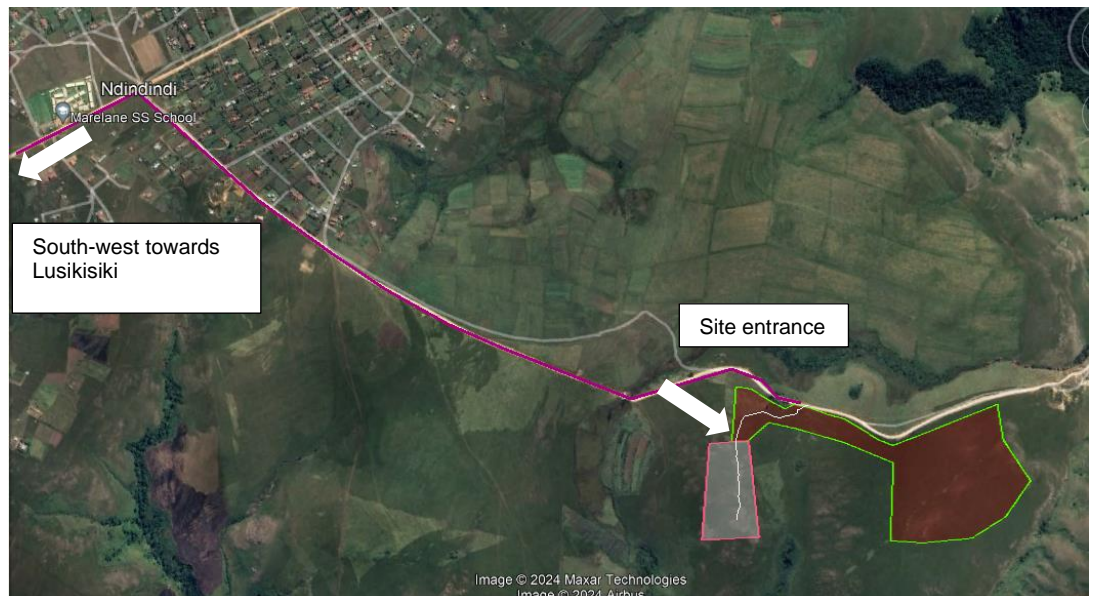 Ndindindi
Marelane SS School
South-west towards
Lusikisiki
Site entrance
Image © 2024 Maxar Technologies
Image © 2024 Airbus